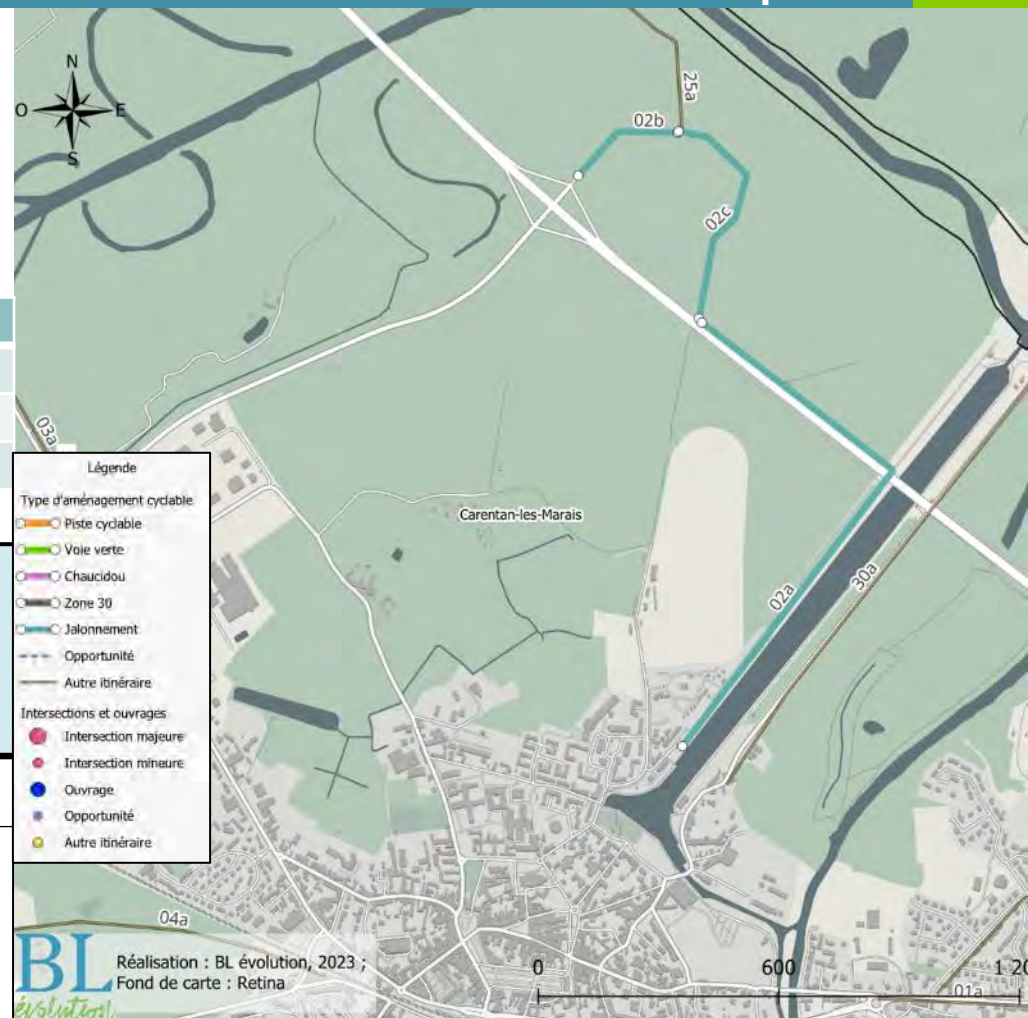 N
O
E
S
25a
02b
02c
03a
Légende
Type d'aménagement cyclable
Piste cyclable
Voie verte
Chaucidou
Zone 30
Jalonnement
Opportunité
Autre itinéraire
Intersections et ouvrages
Intersection majeure
Intersection mineure
Ouvrage
Opportunité
Autre itinéraire
Carentan-les-Marais
02a
30a
04a
BL
évolution
Réalisation : BL évolution, 2023 ;
Fond de carte : Retina
0
600
01a